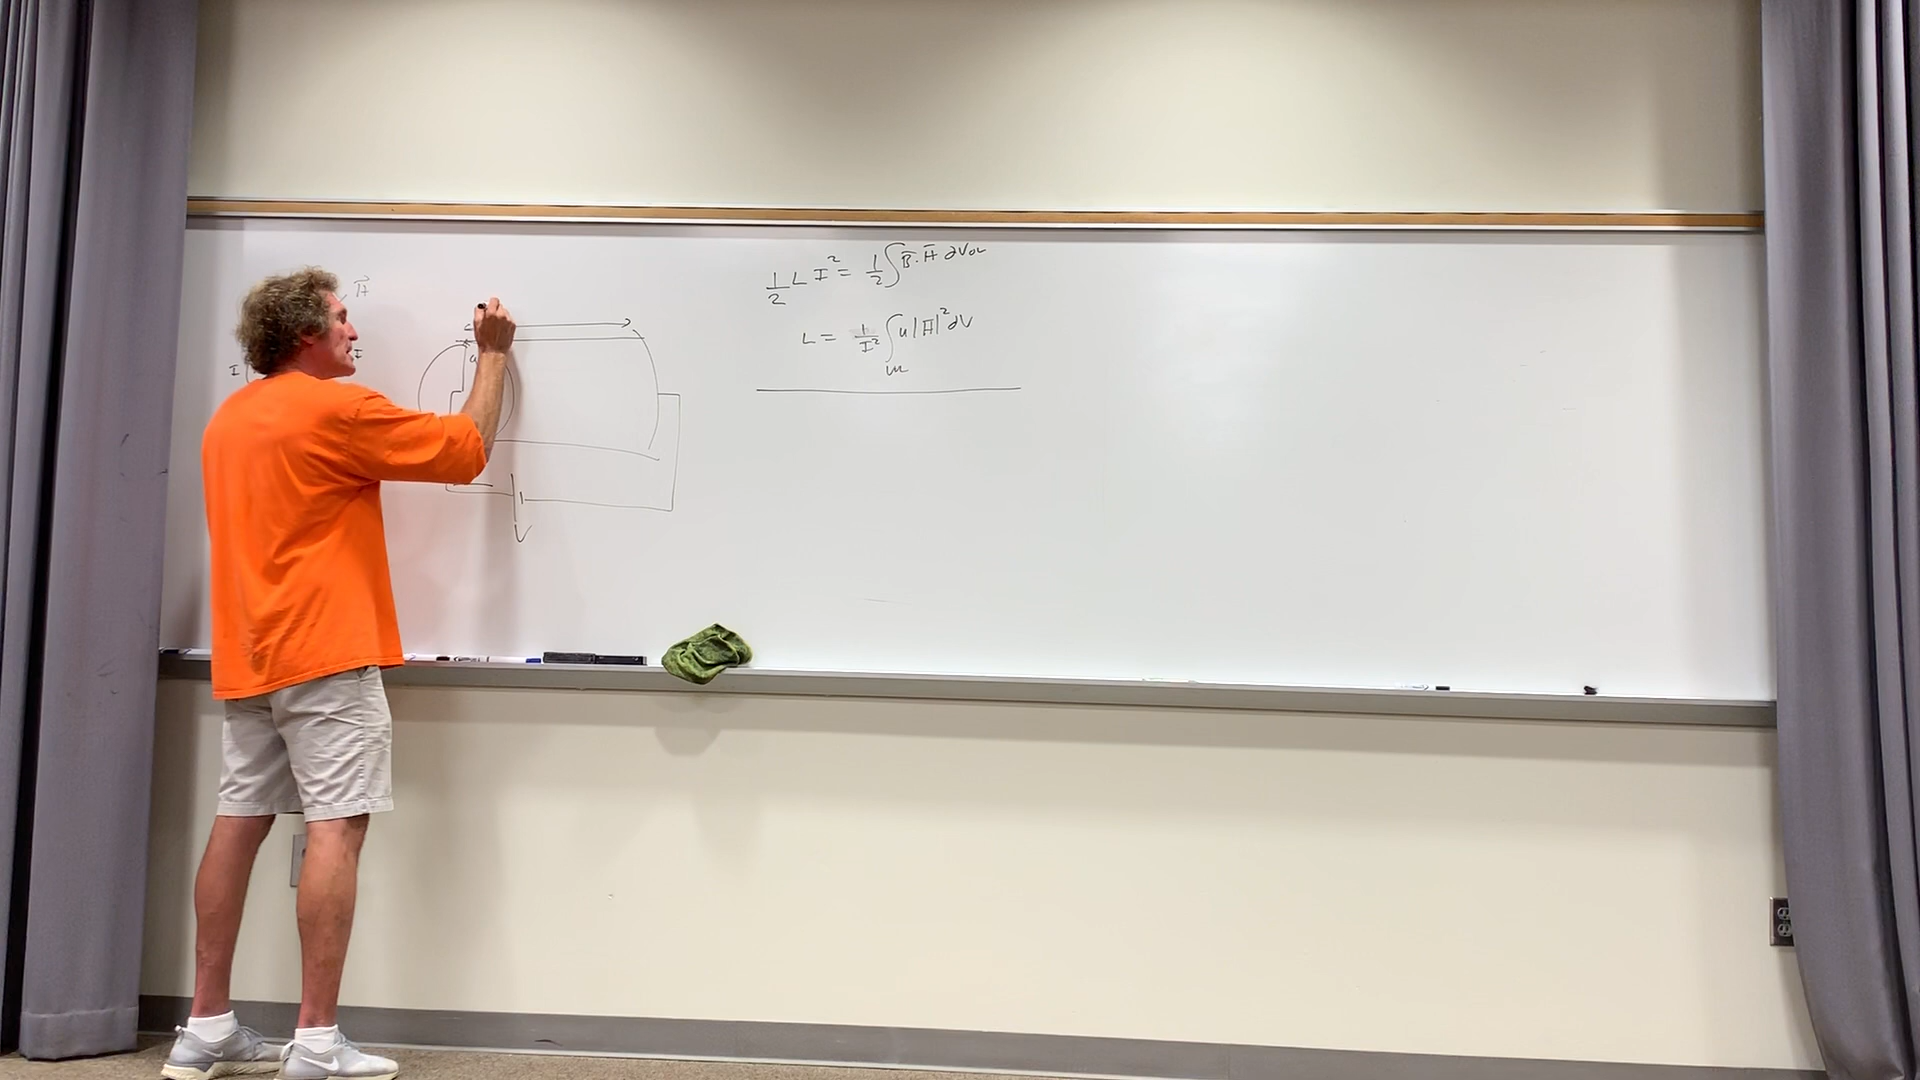 H⃗
I
I
a
V
1/2 L I² = 1/2 ∫ B̄ · H̄ dVol
L = 1/I² ∫ u |H̄|² dV
m